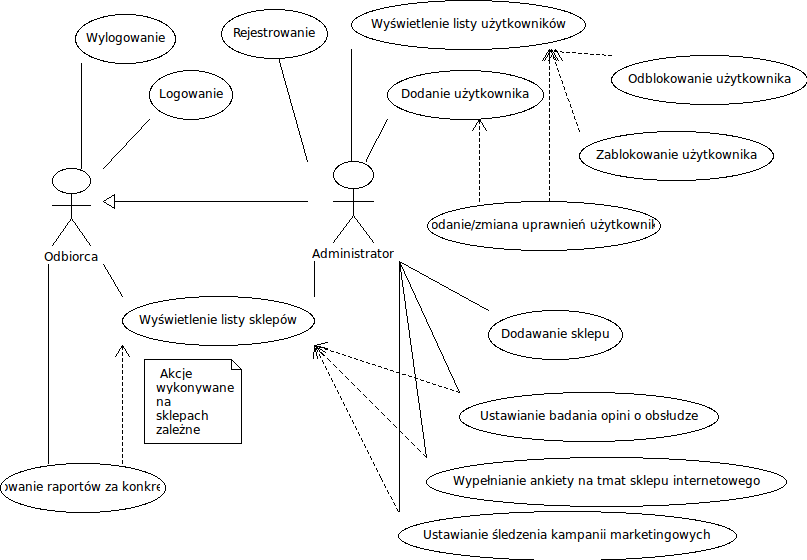 Wyświetlenie listy użytkowników
Rejestrowanie
Wylogowanie
Odblokowanie użytkownika
Logowanie
Dodanie użytkownika
Zablokowanie użytkownika
odanie/zmiana uprawnień użytkownik
Odbiorca
Administrator
Wyświetlenie listy sklepów
Dodawanie sklepu
Akcje
wykonywane
na
sklepach
zależne
Ustawianie badania opini o obsłudze
Wypełnianie ankiety na tmat sklepu internetowego
owanie raportów za konkre
Ustawianie śledzenia kampanii marketingowych